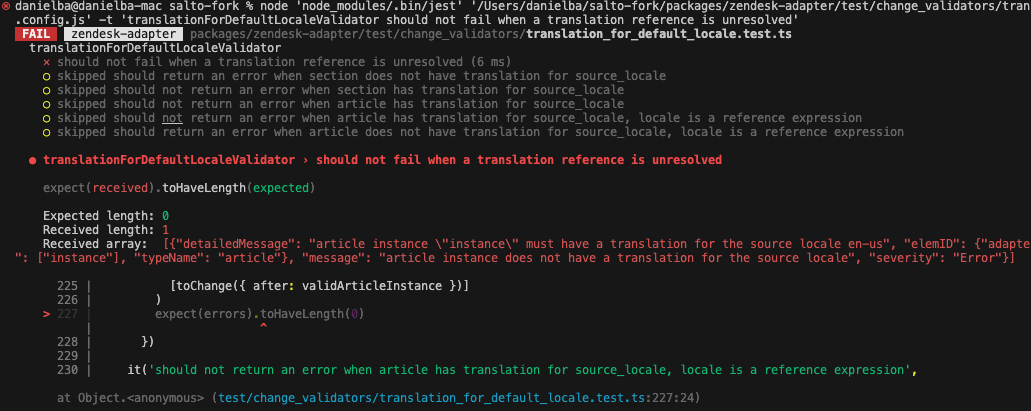 danielba@danielba-mac salto-fork % node 'node_modules/.bin/jest' '/Users/danielba/salto-fork/packages/zendesk-adapter/test/change_validators/tran
.config.js' -t 'translationForDefaultLocaleValidator should not fail when a translation reference is unresolved'
FAIL zendesk-adapter packages/zendesk-adapter/test/change_validators/translation_for_default_locale.test.ts
translationForDefaultLocaleValidator
✕ should not fail when a translation reference is unresolved (6 ms)
○ skipped should return an error when section does not have translation for source_locale
○ skipped should not return an error when section has translation for source_locale
○ skipped should not return an error when article has translation for source_locale
○ skipped should not return an error when article has translation for source_locale, locale is a reference expression
○ skipped should return an error when article does not have translation for source_locale, locale is a reference expression
● translationForDefaultLocaleValidator › should not fail when a translation reference is unresolved
expect(received).toHaveLength(expected)
Expected length: 0
Received length: 1
Received array: [{"detailedMessage": "article instance \"instance\" must have a translation for the source locale en-us", "elemID": {"adapte
": ["instance"], "typeName": "article"}, "message": "article instance does not have a translation for the source locale", "severity": "Error"}]
225 | [toChange({ after: validArticleInstance })]
226 | )
> 227 | expect(errors).toHaveLength(0)
| ^
228 | })
229 |
230 | it('should not return an error when article has translation for source_locale, locale is a reference expression',
at Object.<anonymous> (test/change_validators/translation_for_default_locale.test.ts:227:24)